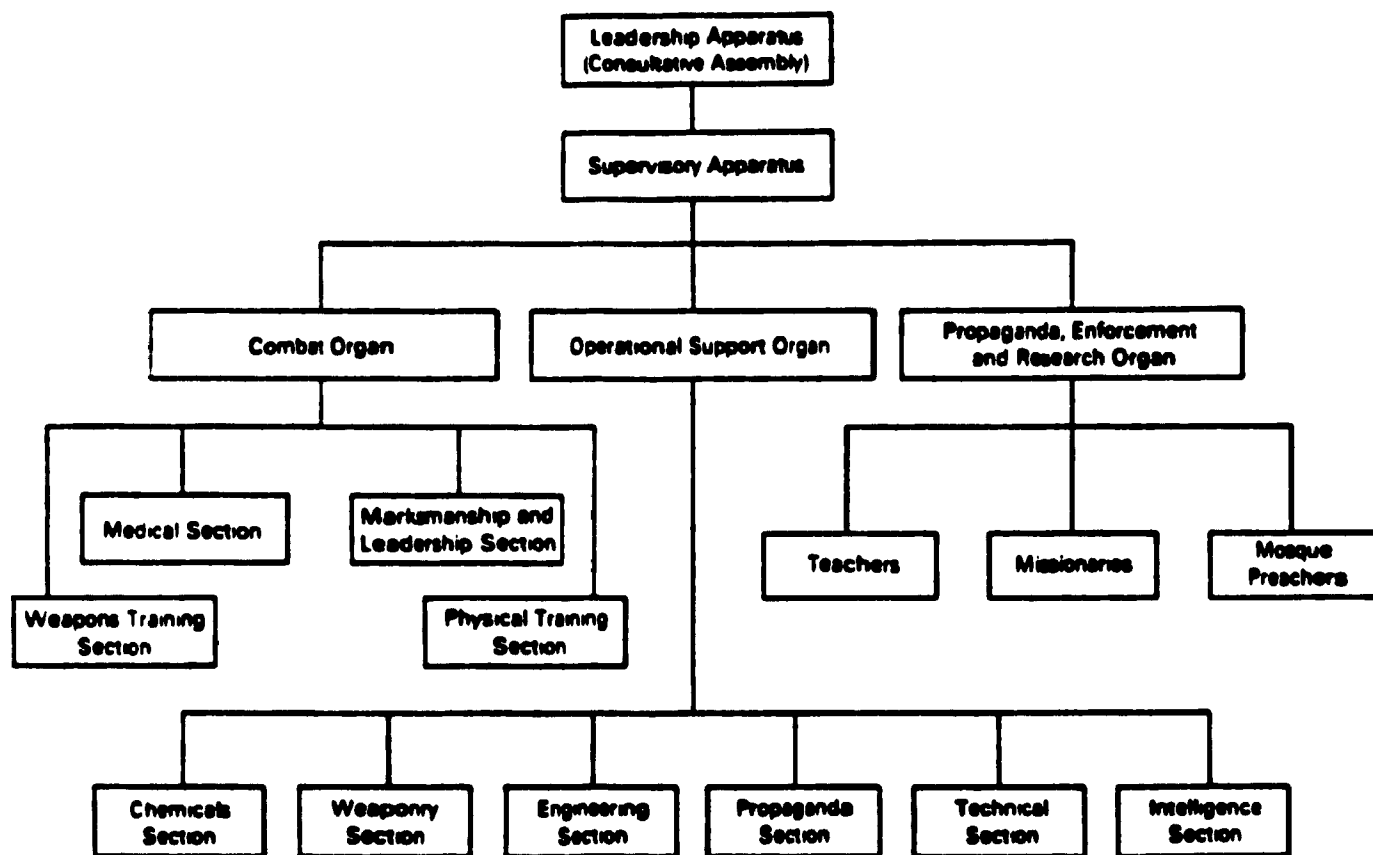 Leadership Apparatus
(Consultative Assembly)
Supervisory Apparatus
Combat Organ
Operational Support Organ
Propaganda, Enforcement
and Research Organ
Medical Section
Marksmanship and
Leadership Section
Weapons Training
Section
Physical Training
Section
Teachers
Missionaries
Mosque
Preachers
Chemicals
Section
Weaponry
Section
Engineering
Section
Propaganda
Section
Technical
Section
Intelligence
Section